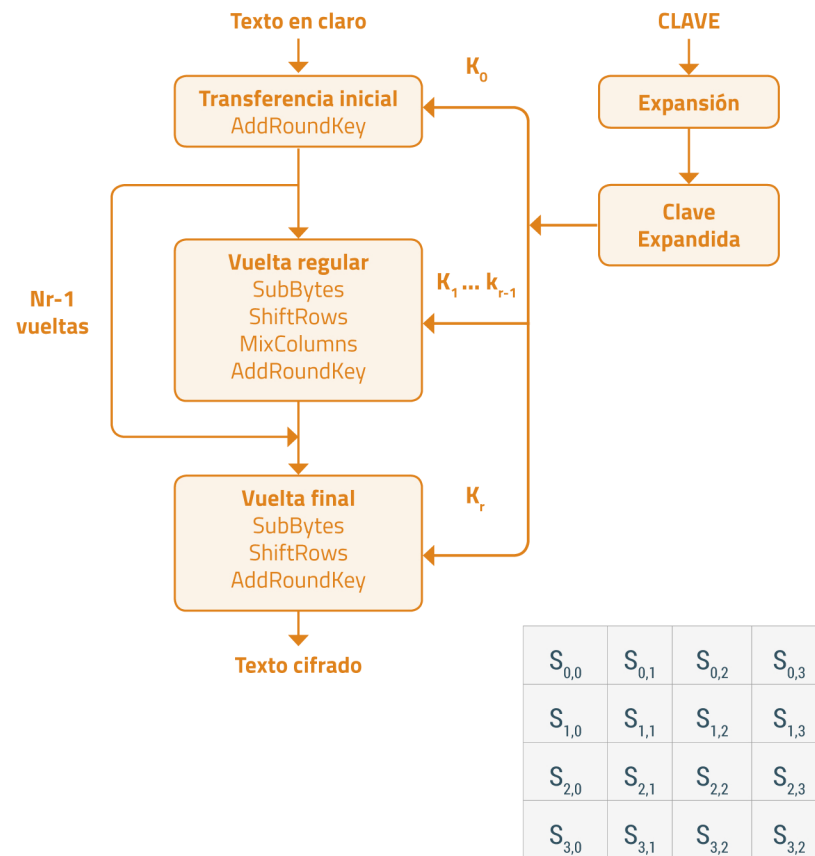 Texto en claro
CLAVE
K0
Transferencia inicial
AddRoundKey
Expansión
Clave
Expandida
Vuelta regular
SubBytes
ShiftRows
MixColumns
AddRoundKey
K1 ... kr-1
Nr-1
vueltas
Vuelta final
SubBytes
ShiftRows
AddRoundKey
Kr
Texto cifrado
S0,0 S0,1 S0,2 S0,3
S1,0 S1,1 S1,2 S1,3
S2,0 S2,1 S2,2 S2,3
S3,0 S3,1 S3,2 S3,2